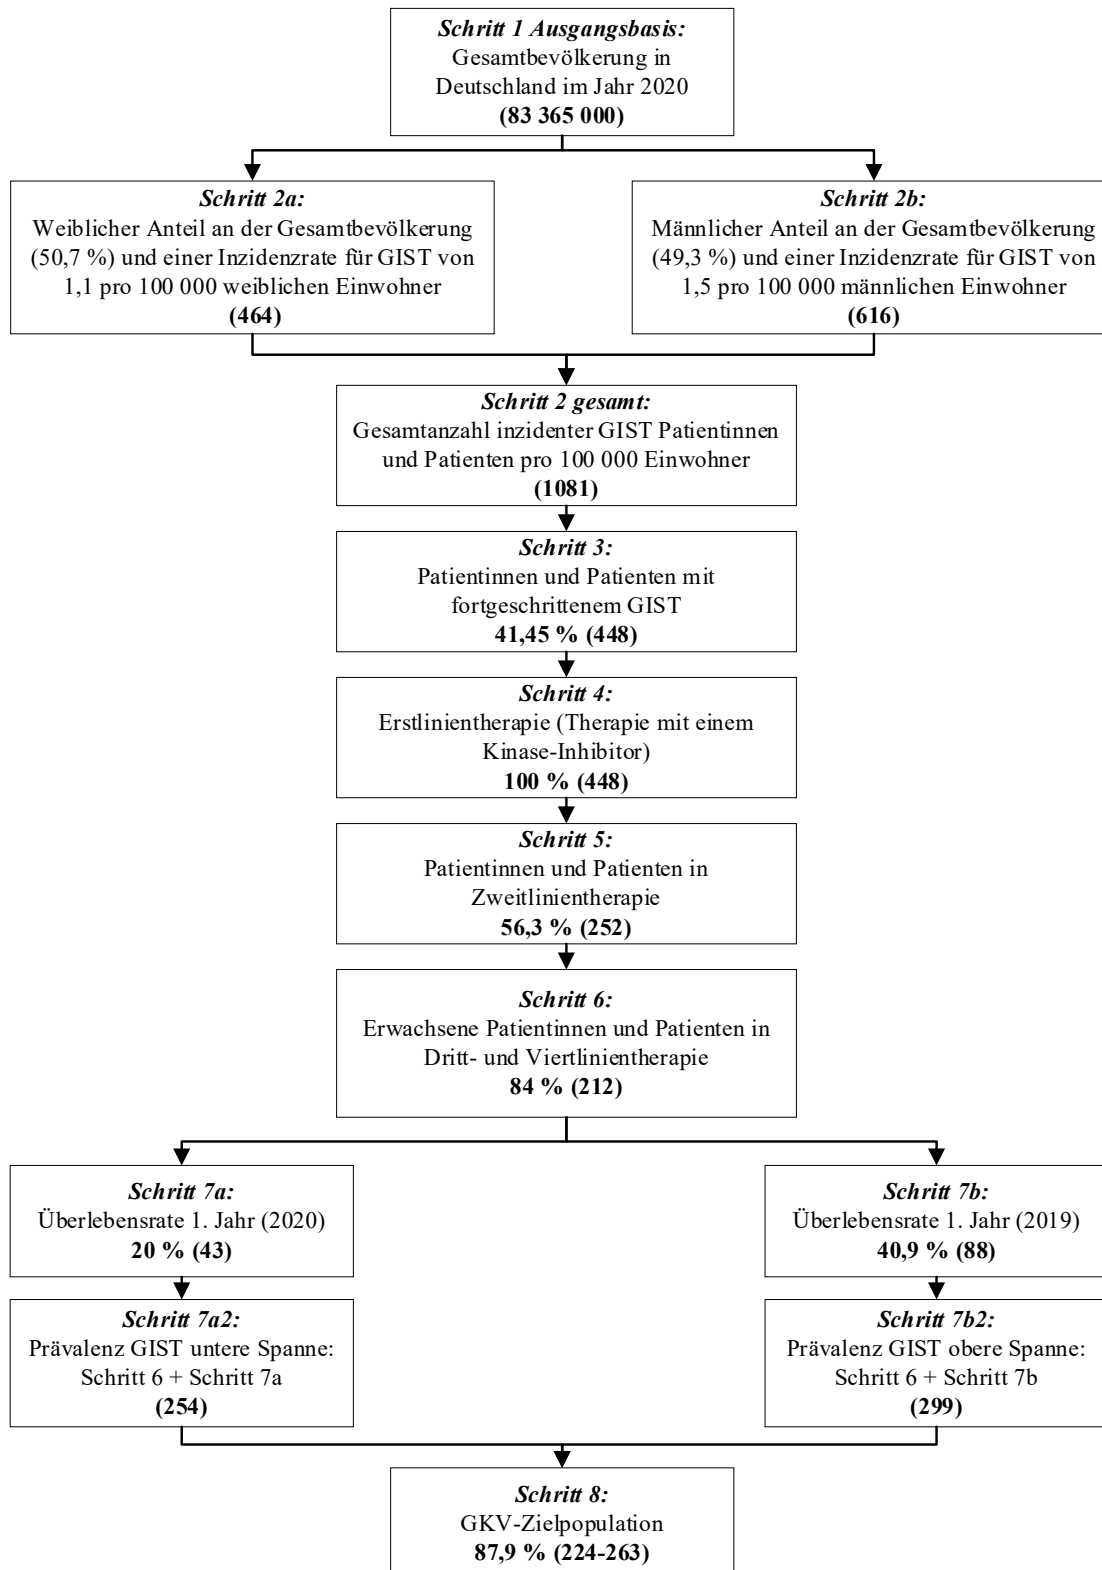 Schritt 1 Ausgangsbasis:
Gesamtbevölkerung in
Deutschland im Jahr 2020
(83 365 000)
Schritt 2a:
Weiblicher Anteil an der Gesamtbevölkerung
(50,7 %) und einer Inzidenzrate für GIST von
1,1 pro 100 000 weiblichen Einwohner
(464)
Schritt 2b:
Männlicher Anteil an der Gesamtbevölkerung
(49,3 %) und einer Inzidenzrate für GIST von
1,5 pro 100 000 männlichen Einwohner
(616)
Schritt 2 gesamt:
Gesamtanzahl inzidenter GIST Patientinnen
und Patienten pro 100 000 Einwohner
(1081)
Schritt 3:
Patientinnen und Patienten mit
fortgeschrittenem GIST
41,45 % (448)
Schritt 4:
Erstlinientherapie (Therapie mit einem
Kinase-Inhibitor)
100 % (448)
Schritt 5:
Patientinnen und Patienten in
Zweitlinientherapie
56,3 % (252)
Schritt 6:
Erwachsene Patientinnen und Patienten in
Dritt- und Viertlinientherapie
84 % (212)
Schritt 7a:
Überlebensrate 1. Jahr (2020)
20 % (43)
Schritt 7b:
Überlebensrate 1. Jahr (2019)
40,9 % (88)
Schritt 7a2:
Prävalenz GIST untere Spanne:
Schritt 6 + Schritt 7a
(254)
Schritt 7b2:
Prävalenz GIST obere Spanne:
Schritt 6 + Schritt 7b
(299)
Schritt 8:
GKV-Zielpopulation
87,9 % (224-263)